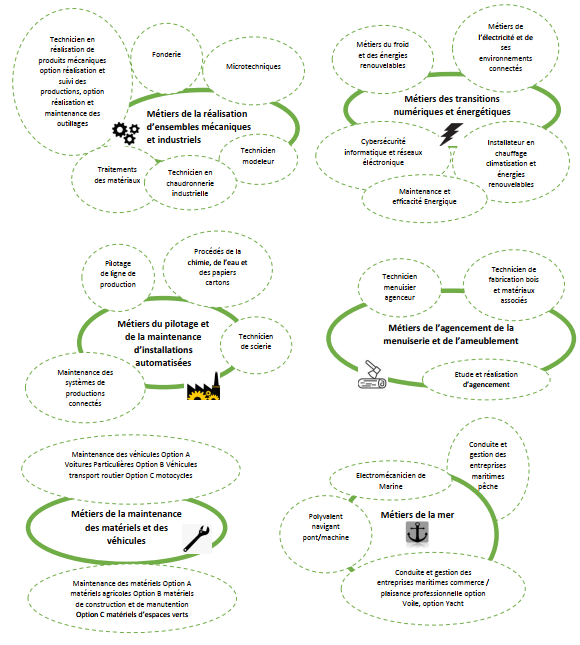 Technicien en
réalisation de
produits mécaniques
option réalisation et
suivi des
productions, option
réalisation et
maintenance des
outillages
Fonderie
Microtechniques
Métiers de la réalisation
d'ensembles mécaniques
et industriels
Technicien
modeleur
Traitements
des matériaux
Technicien en
chaudronnerie
industrielle
Métiers du froid
et des énergies
renouvelables
Métiers de
l'électricité et de
ses
environnements
connectés
Métiers des transitions
numériques et énergétiques
Cybersécurité
informatique et réseaux
éléctronique
Installateur en
chauffage
climatisation et
énergies
renouvelables
Maintenance et
efficacité Energique
Pilotage
de ligne de
production
Procédés de la
chimie, de l'eau et
des papiers
cartons
Métiers du pilotage et
de la maintenance
d'installations
automatisées
Technicien
de scierie
Maintenance des
systèmes de
productions
connectés
Technicien
menuisier
agenceur
Technicien de
fabrication bois
et matériaux
associés
Métiers de l'agencement de la
menuiserie et de l'ameublement
Etude et réalisation
d'agencement
Maintenance des véhicules Option A
Voitures Particulières Option B Véhicules
transport routier Option C motocycles
Métiers de la maintenance
des matériels et des
véhicules
Maintenance des matériels Option A
matériels agricoles Option B matériels
de construction et de manutention
Option C matériels d'espaces verts
Conduite et
gestion des
entreprises
maritimes
pêche
Electromécanicien de
Marine
Polyvalent
navigant
pont/machine
Métiers de la mer
Conduite et gestion des
entreprises maritimes commerce /
plaisance professionnelle option
Voile, option Yacht